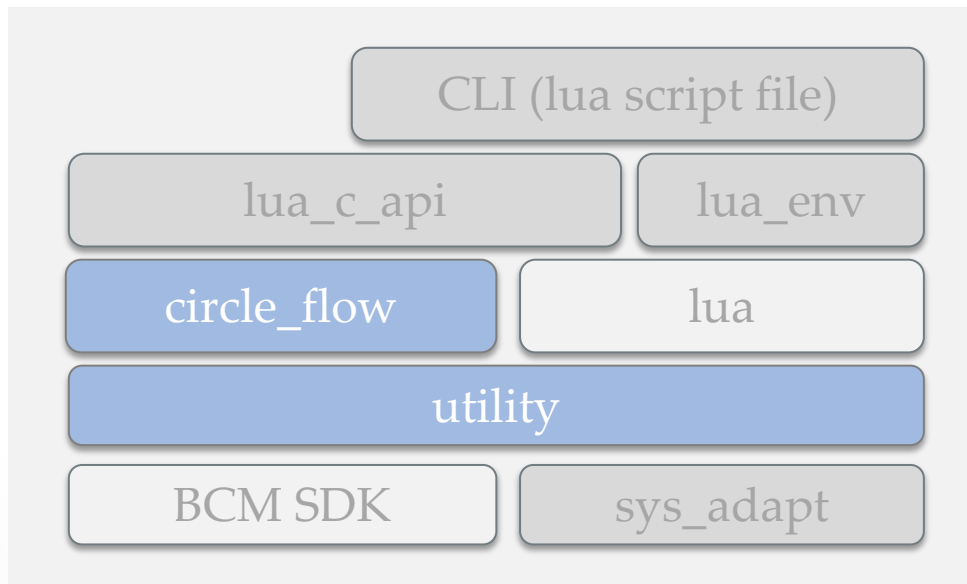 CLI (lua script file)
lua_c_api
lua_env
circle_flow
lua
utility
BCM SDK
sys_adapt